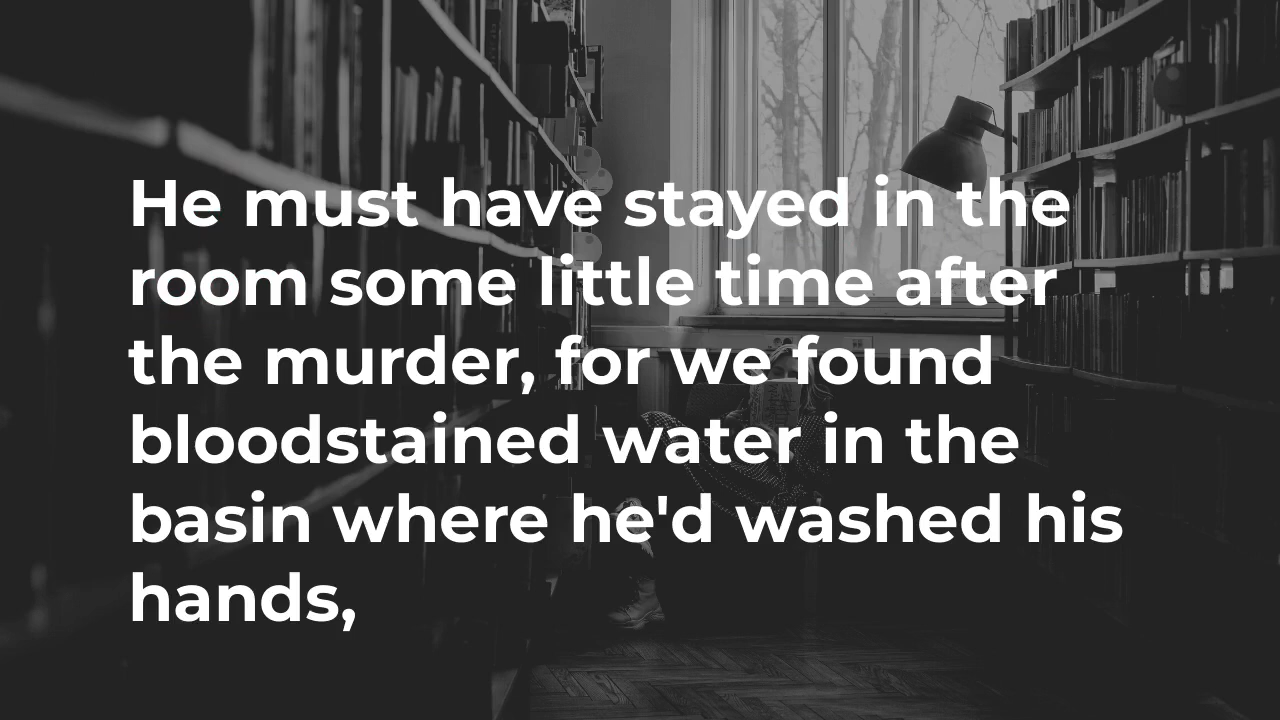 He must have stayed in the
room some little time after
the murder, for we found
bloodstained water in the
basin where he'd washed his
hands,